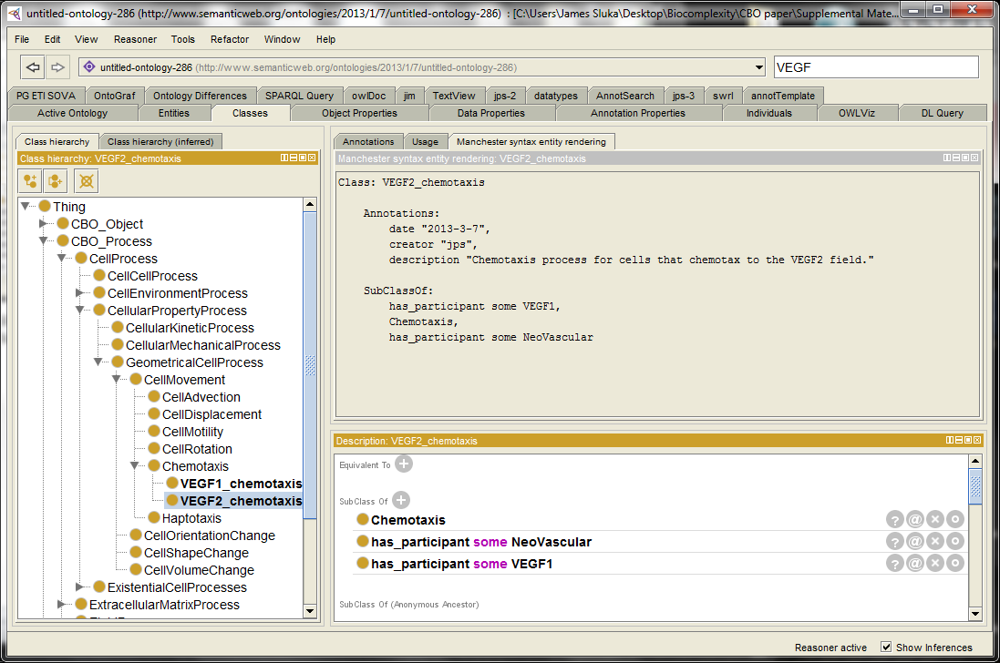 untitled-ontology-286 (http://www.semanticweb.org/ontologies/2013/1/7/untitled-ontology-286) : [C:\Users\James Sluka\Desktop\Biocomplexity\CBO paper\Supplemental Mate...
File Edit View Reasoner Tools Refactor Window Help
untitled-ontology-286 (http://www.semanticweb.org/ontologies/2013/1/7/untitled-ontology-286) VEGF
PG ETI SOVA OntoGraf Ontology Differences SPARQL Query owlDoc jim TextView jps-2 datatypes AnnotSearch jps-3 swrl annotTemplate
Active Ontology Entities Classes Object Properties Data Properties Annotation Properties Individuals OWLViz DL Query
Class hierarchy Class hierarchy (inferred)
Class hierarchy: VEGF2_chemotaxis
Thing
CBO_Object
CBO_Process
CellProcess
CellCellProcess
CellEnvironmentProcess
CellularPropertyProcess
CellularKineticProcess
CellularMechanicalProcess
GeometricalCellProcess
CellMovement
CellAdvection
CellDisplacement
CellMotility
CellRotation
Chemotaxis
VEGF1_chemotaxis
VEGF2_chemotaxis
Haptotaxis
CellOrientationChange
CellShapeChange
CellVolumeChange
ExistentialCellProcesses
ExtracellularMatrixProcess
Annotations Usage Manchester syntax entity rendering
Manchester syntax entity rendering: VEGF2_chemotaxis
Class: VEGF2_chemotaxis
Annotations:
date "2013-3-7",
creator "jps",
description "Chemotaxis process for cells that chemotax to the VEGF2 field."
SubClassOf:
has_participant some VEGF1,
Chemotaxis,
has_participant some NeoVascular
Description: VEGF2_chemotaxis
Equivalent To
SubClass Of
Chemotaxis
has_participant some NeoVascular
has_participant some VEGF1
SubClass Of (Anonymous Ancestor)
Reasoner active Show Inferences